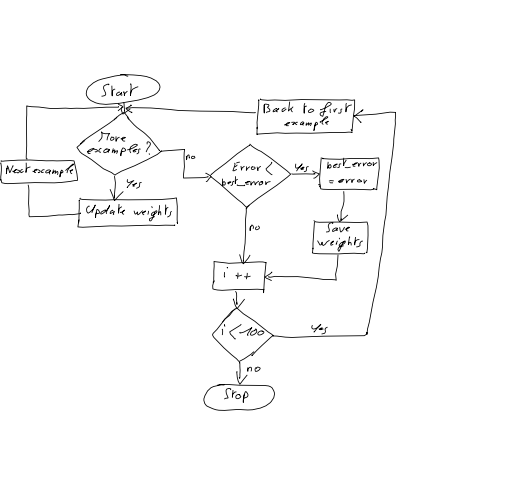 Start
Back to first
example
More
examples?
no
Error <
best_error
Yes
best_error
= error
Next example
Yes
Update weights
Save
weights
no
i ++
i < 100
Yes
no
Stop